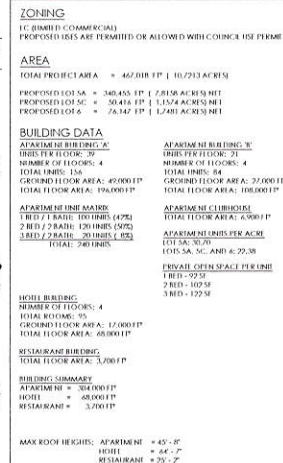 ZONING
LC (LIMITED COMMERCIAL)
PROPOSED USES ARE PERMITTED OR ALLOWED WITH COUNCIL USE PERMIT
AREA
TOTAL PROJECT AREA = 467,018 FT² ( 10.7213 ACRES)
PROPOSED LOT 5A = 340,455 FT² ( 7.8158 ACRES) NET
PROPOSED LOT 5C = 50,416 FT² ( 1.1574 ACRES) NET
PROPOSED LOT 6 = 76,147 FT² ( 1.7481 ACRES) NET
BUILDING DATA
APARTMENT BUILDING 'A'
UNITS PER FLOOR: 39
NUMBER OF FLOORS: 4
TOTAL UNITS: 156
GROUND FLOOR AREA: 49,000 FT²
TOTAL FLOOR AREA: 196,000 FT²
APARTMENT UNIT MATRIX
1 BED / 1 BATH: 100 UNITS (42%)
2 BED / 2 BATH: 120 UNITS (50%)
3 BED / 2 BATH: 20 UNITS ( 8%)
TOTAL: 240 UNITS
HOTEL BUILDING
NUMBER OF FLOORS: 4
TOTAL ROOMS: 95
GROUND FLOOR AREA: 17,000 FT²
TOTAL FLOOR AREA: 68,000 FT²
RESTAURANT BUILDING
TOTAL FLOOR AREA: 3,700 FT²
BUILDING SUMMARY
APARTMENT = 304,000 FT²
HOTEL = 68,000 FT²
RESTAURANT = 3,700 FT²
APARTMENT BUILDING 'B'
UNITS PER FLOOR: 21
NUMBER OF FLOORS: 4
TOTAL UNITS: 84
GROUND FLOOR AREA: 27,000 FT²
TOTAL FLOOR AREA: 108,000 FT²
APARTMENT CLUBHOUSE
TOTAL FLOOR AREA: 6,900 FT²
APARTMENT UNITS PER ACRE
LOT 5A: 30.70
LOTS 5A, 5C, AND 6: 22.38
PRIVATE OPEN SPACE PER UNIT
1 BED - 92 SF
2 BED - 102 SF
3 BED - 122 SF
MAX ROOF HEIGHTS: APARTMENT = 45' - 8"
HOTEL = 64' - 7"
RESTAURANT = 25' - 2"